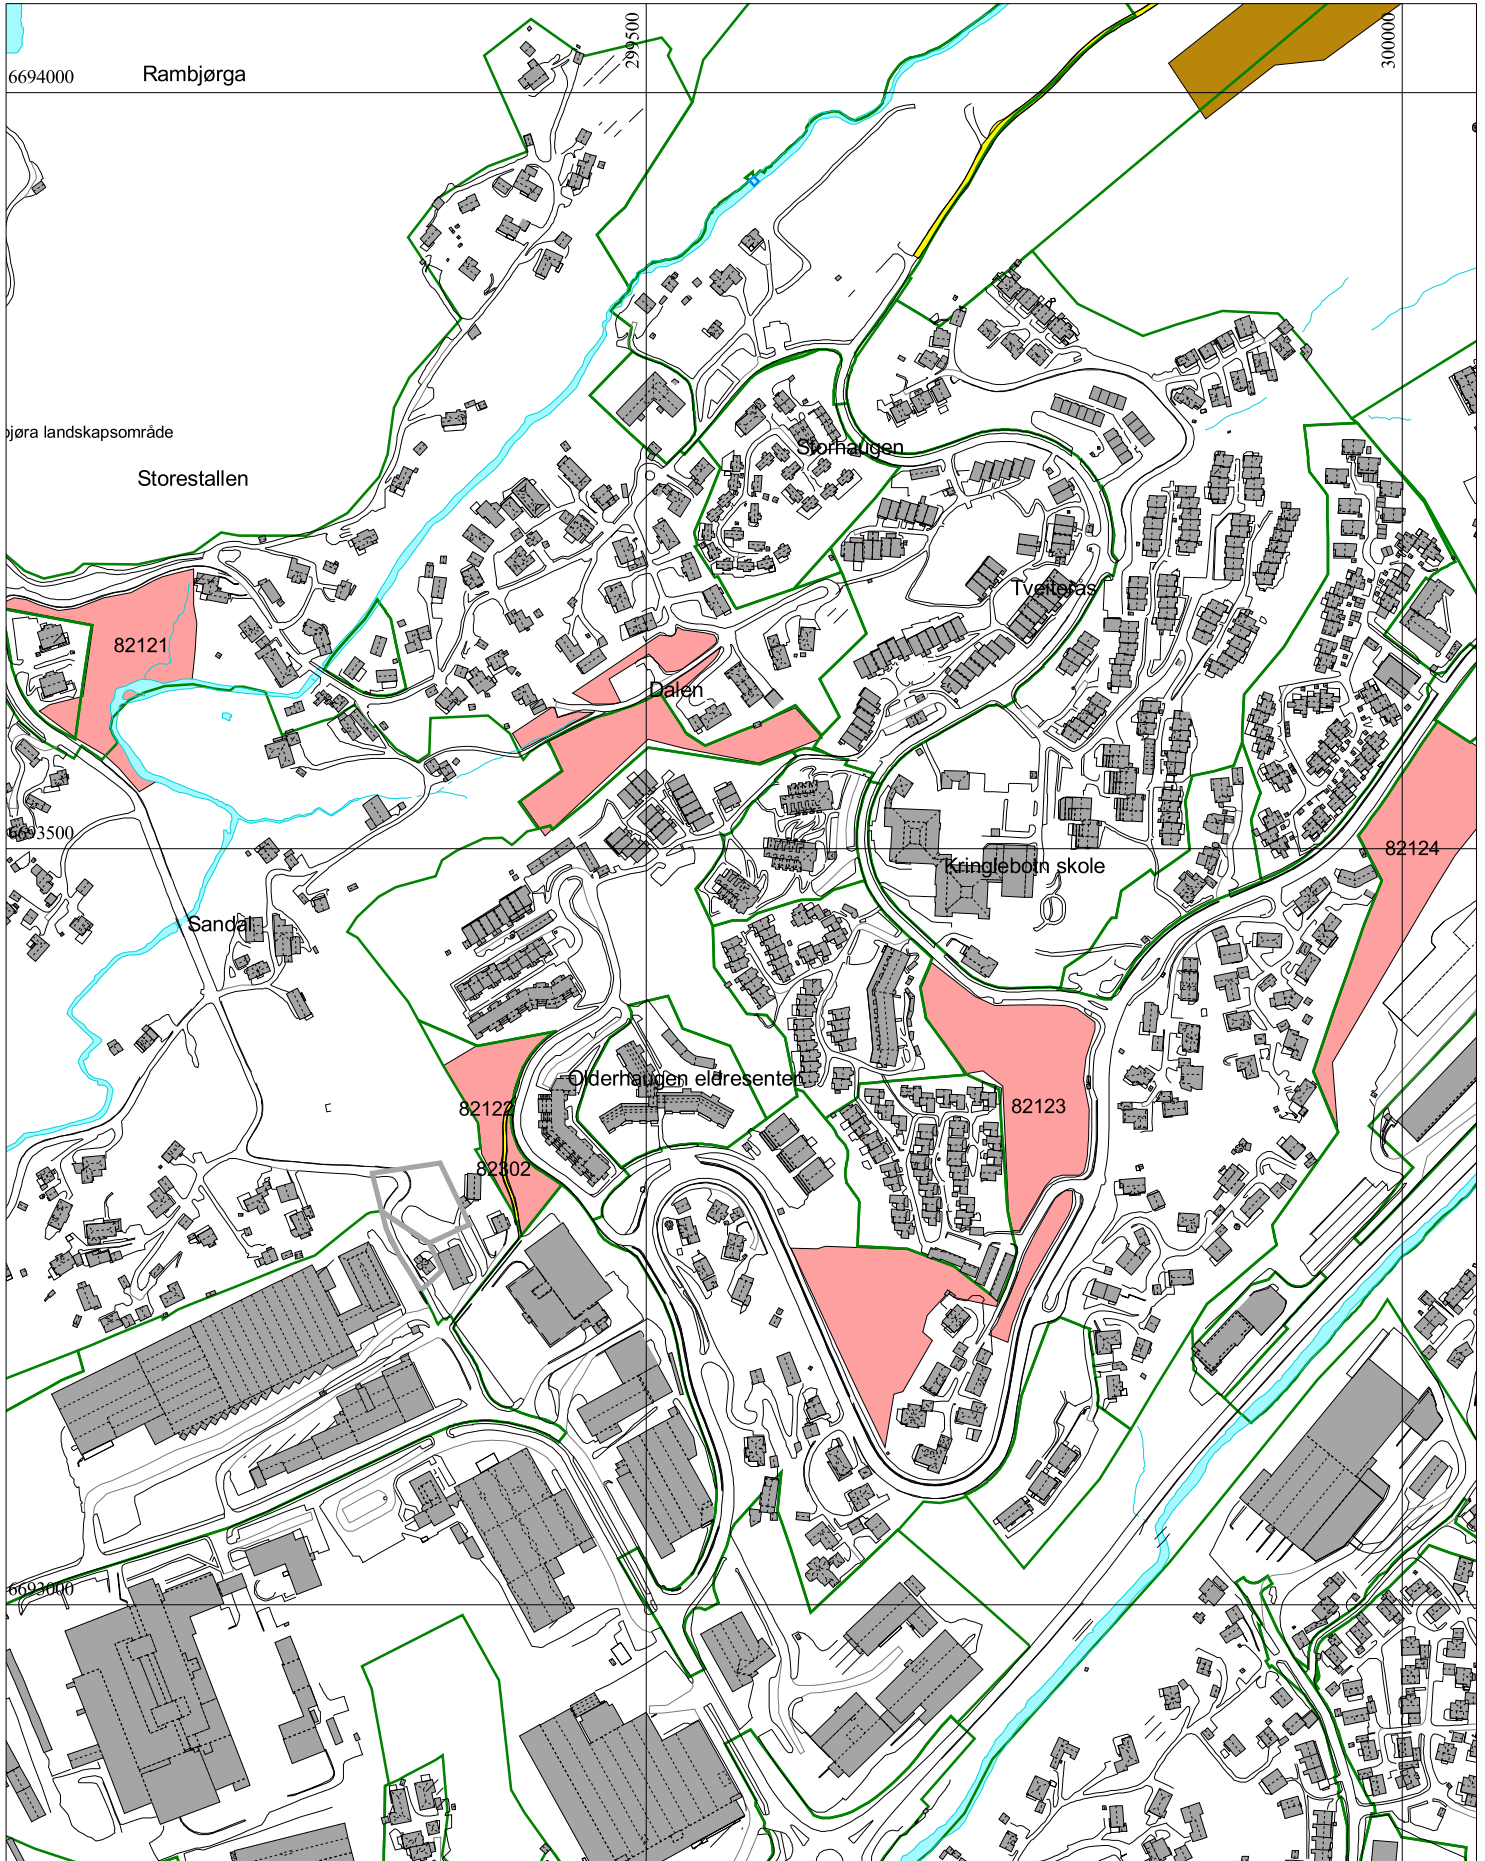 299500
300000
6694000
Rambjørga
jøra landskapsområde
Storhaugen
Storestallen
Tveiterås
82121
Dalen
6693500
82124
Kringlebotn skole
Sandal
Olderhaugen eldresenter
82122
82123
82302
6693000